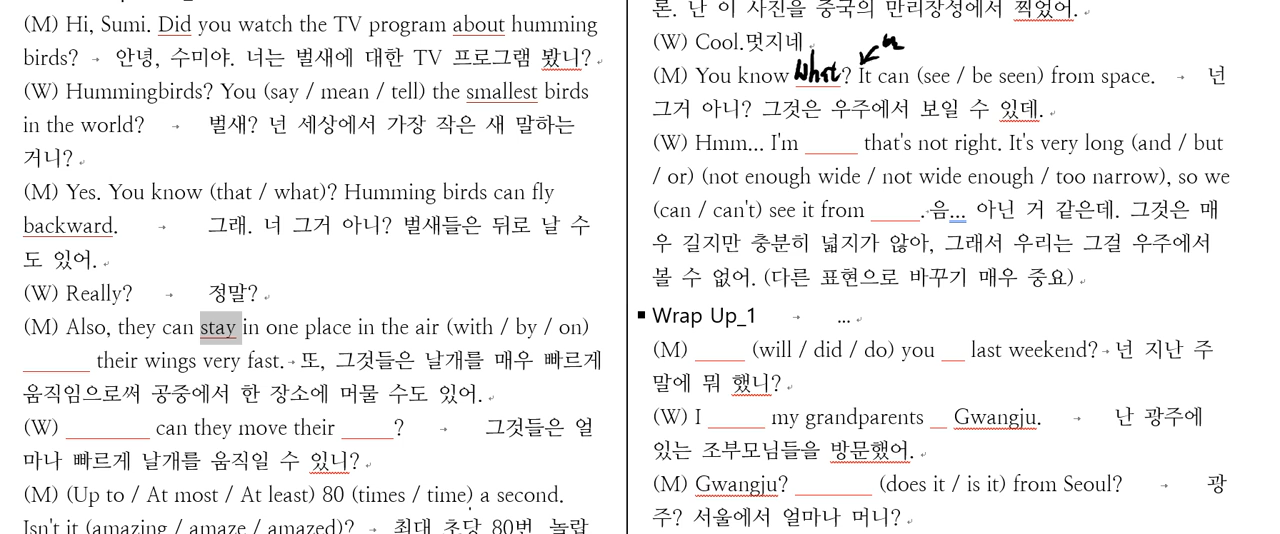 (M) Hi, Sumi. Did you watch the TV program about humming
birds? → 안녕, 수미야. 너는 벌새에 대한 TV 프로그램 봤니?
(W) Hummingbirds? You (say / mean / tell) the smallest birds
in the world? → 벌새? 넌 세상에서 가장 작은 새 말하는
거니?
(M) Yes. You know (that / what)? Humming birds can fly
backward. → 그래. 너 그거 아니? 벌새들은 뒤로 날 수
도 있어.
(W) Really? → 정말?
(M) Also, they can stay in one place in the air (with / by / on)
_______ their wings very fast.→ 또, 그것들은 날개를 매우 빠르게
움직임으로써 공중에서 한 장소에 머물 수도 있어.
(W) _________ can they move their _____? → 그것들은 얼
마나 빠르게 날개를 움직일 수 있니?
(M) (Up to / At most / At least) 80 (times / time) a second.
Isn't it (amazing / amaze / amazed)? → 최대 초당 80번. 놀랍
론. 난 이 사진을 중국의 만리장성에서 찍었어.
(W) Cool.멋지네
(M) You know what? It can (see / be seen) from space. → 넌
그거 아니? 그것은 우주에서 보일 수 있데.
(W) Hmm... I'm _____ that's not right. It's very long (and / but
/ or) (not enough wide / not wide enough / too narrow), so we
(can / can't) see it from _____. 음... 아닌 거 같은데. 그것은 매
우 길지만 충분히 넓지가 않아, 그래서 우리는 그걸 우주에서
볼 수 없어. (다른 표현으로 바꾸기 매우 중요)
■ Wrap Up_1 → ...
(M) _____ (will / did / do) you __ last weekend?→ 넌 지난 주
말에 뭐 했니?
(W) I ______ my grandparents __ Gwangju. → 난 광주에
있는 조부모님들을 방문했어.
(M) Gwangju? ________ (does it / is it) from Seoul? → 광
주? 서울에서 얼마나 머니?